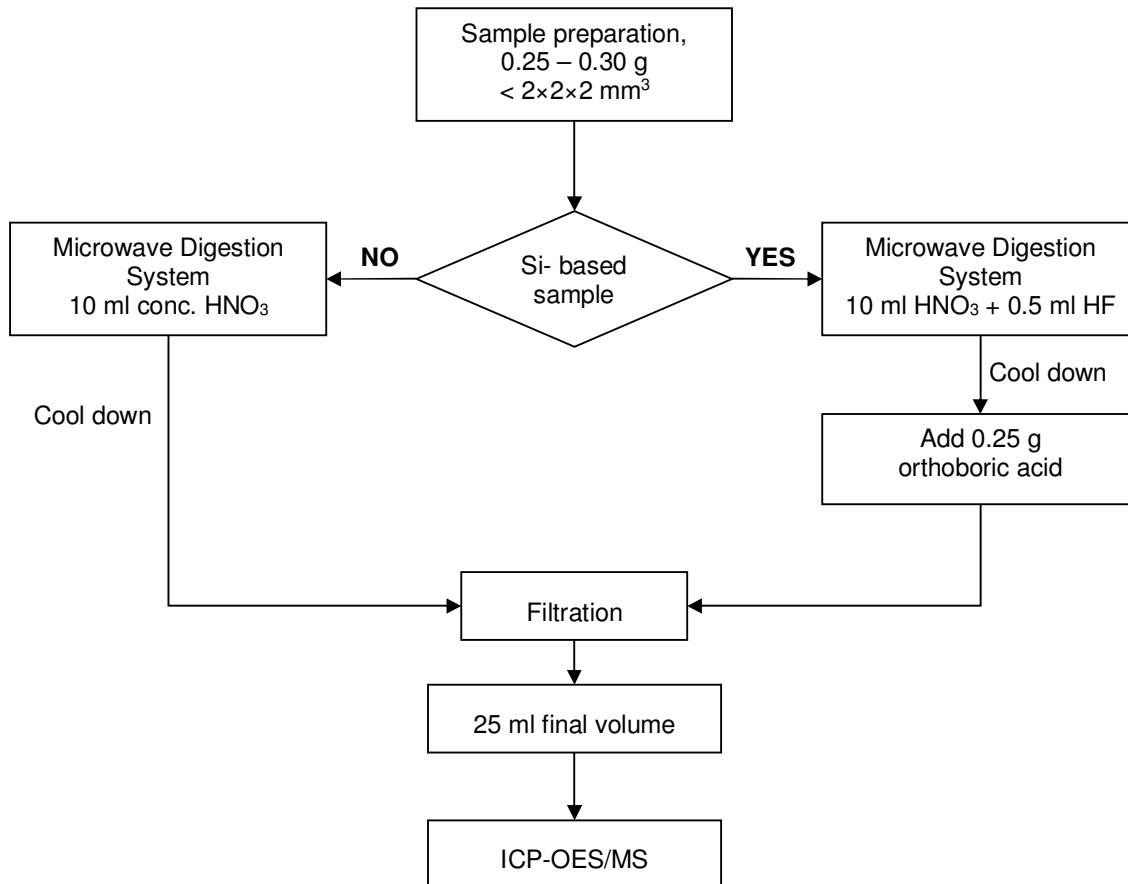 Sample preparation,
0.25 – 0.30 g
< 2×2×2 mm³
Microwave Digestion
System
10 ml conc. HNO₃
NO
Si- based
sample
YES
Microwave Digestion
System
10 ml HNO₃ + 0.5 ml HF
Cool down
Cool down
Add 0.25 g
orthoboric acid
Filtration
25 ml final volume
ICP-OES/MS